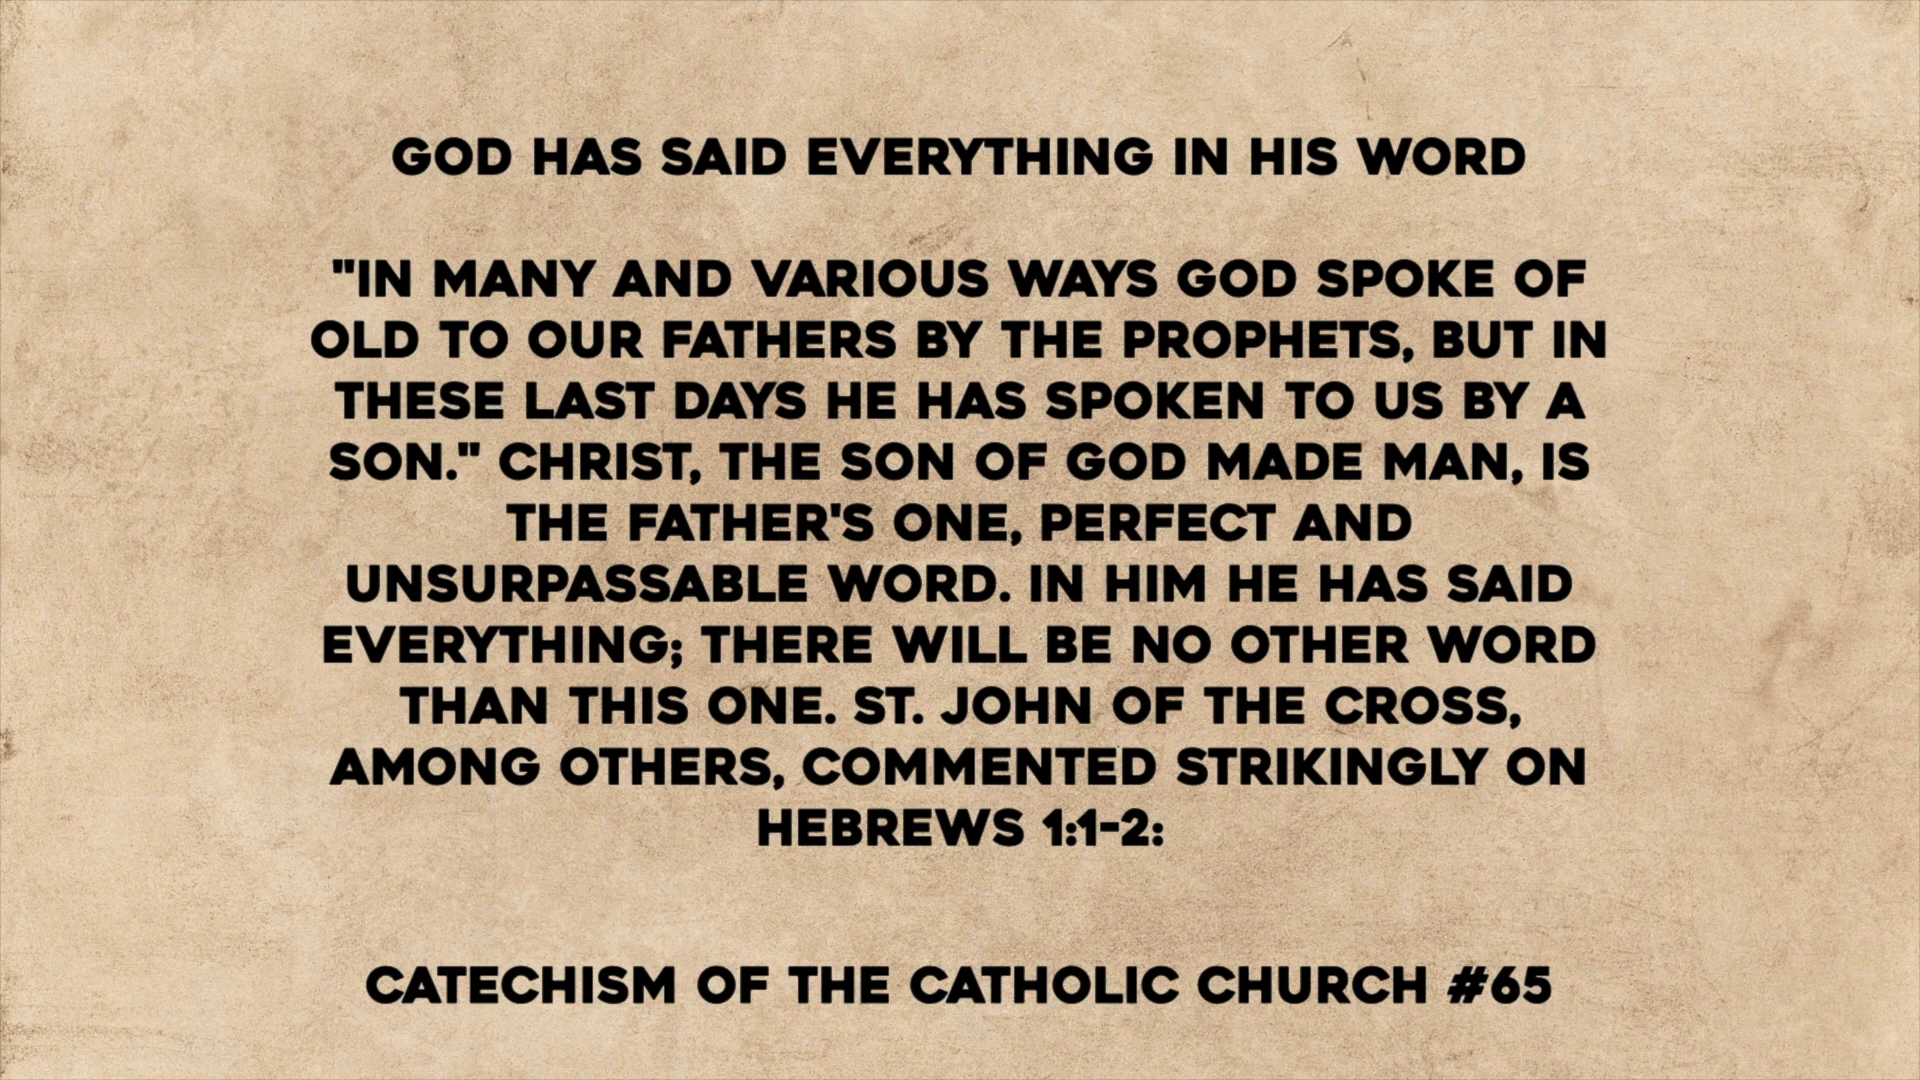 GOD HAS SAID EVERYTHING IN HIS WORD
"IN MANY AND VARIOUS WAYS GOD SPOKE OF
OLD TO OUR FATHERS BY THE PROPHETS, BUT IN
THESE LAST DAYS HE HAS SPOKEN TO US BY A
SON." CHRIST, THE SON OF GOD MADE MAN, IS
THE FATHER'S ONE, PERFECT AND
UNSURPASSABLE WORD. IN HIM HE HAS SAID
EVERYTHING; THERE WILL BE NO OTHER WORD
THAN THIS ONE. ST. JOHN OF THE CROSS,
AMONG OTHERS, COMMENTED STRIKINGLY ON
HEBREWS 1:1-2:
CATECHISM OF THE CATHOLIC CHURCH #65